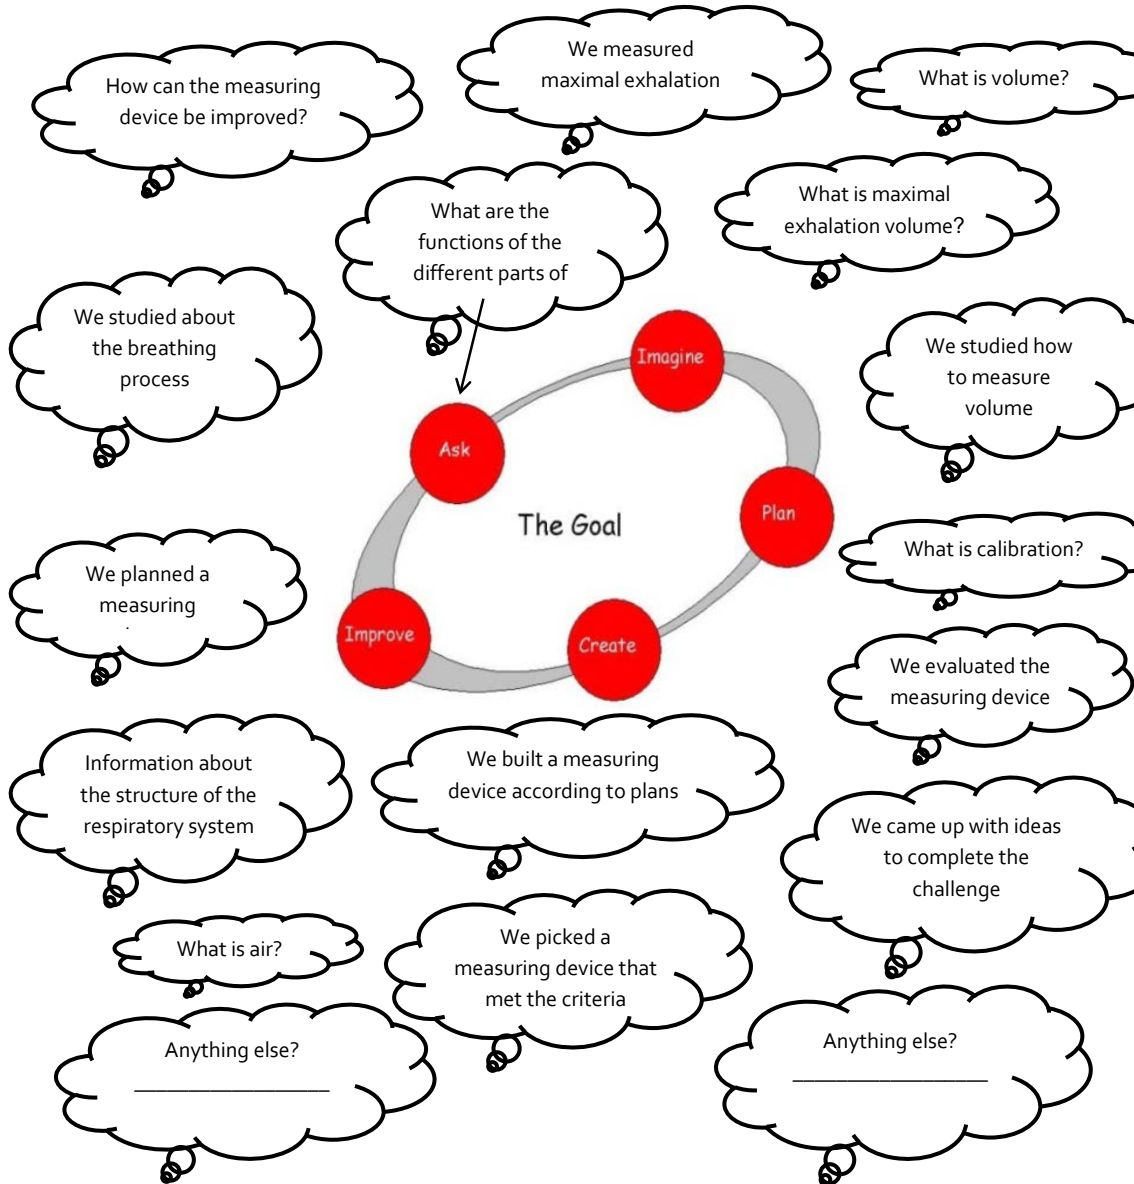 We measured
maximal exhalation
How can the measuring
device be improved?
What is volume?
What are the
functions of the
different parts of
What is maximal
exhalation volume?
We studied about
the breathing
process
We studied how
to measure
volume
Imagine
Ask
Plan
The Goal
Improve
Create
We planned a
measuring
What is calibration?
We evaluated the
measuring device
Information about
the structure of the
respiratory system
We built a measuring
device according to plans
We came up with ideas
to complete the
challenge
What is air?
We picked a
measuring device that
met the criteria
Anything else?
____________________
Anything else?
____________________